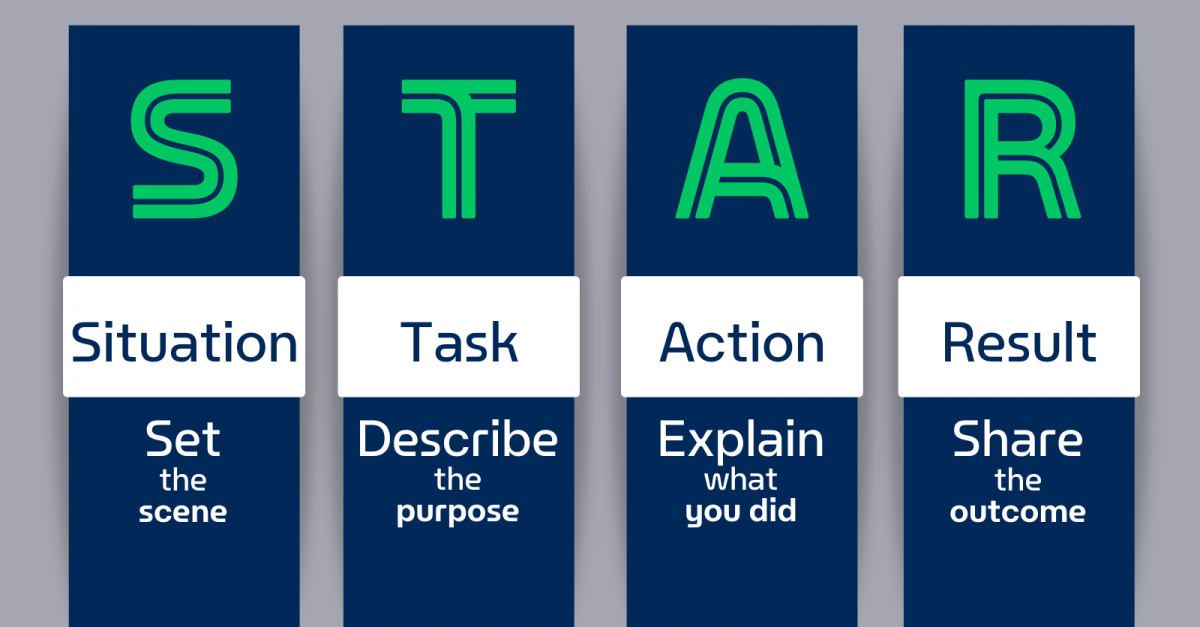 S
Situation
Set
the
scene
T
Task
Describe
the
purpose
A
Action
Explain
what
you did
R
Result
Share
the
outcome